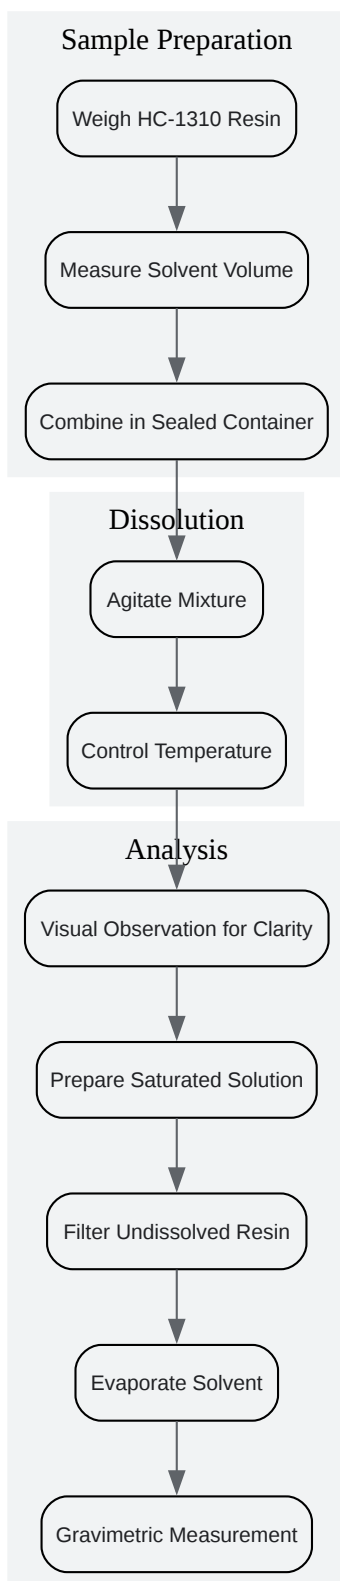 Sample Preparation
Weigh HC-1310 Resin
Measure Solvent Volume
Combine in Sealed Container
Dissolution
Agitate Mixture
Control Temperature
Analysis
Visual Observation for Clarity
Prepare Saturated Solution
Filter Undissolved Resin
Evaporate Solvent
Gravimetric Measurement